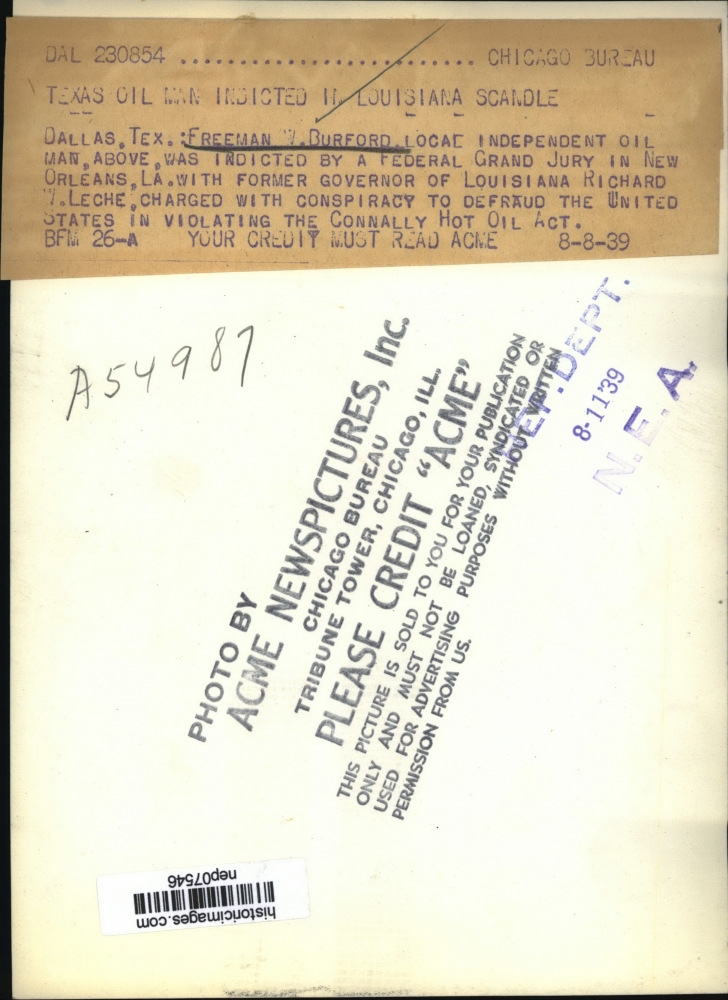 DAL 230854 .......................... CHICAGO BUREAU
TEXAS OIL MAN INDICTED IN LOUISIANA SCANDLE
DALLAS, TEX.: FREEMAN W. BURFORD LOCAL INDEPENDENT OIL
MAN, ABOVE, WAS INDICTED BY A FEDERAL GRAND JURY IN NEW
ORLEANS, LA. WITH FORMER GOVERNOR OF LOUISIANA RICHARD
W. LECHE, CHARGED WITH CONSPIRACY TO DEFRAUD THE UNITED
STATES IN VIOLATING THE CONNALLY HOT OIL ACT.
BFM 26-A YOUR CREDIT MUST READ ACME 8-8-39
A54987
PHOTO BY
ACME NEWSPICTURES, Inc.
CHICAGO BUREAU
TRIBUNE TOWER, CHICAGO, ILL.
PLEASE CREDIT "ACME"
THIS PICTURE IS SOLD TO YOU FOR YOUR PUBLICATION
ONLY AND MUST NOT BE LOANED, SYNDICATED OR
USED FOR ADVERTISING PURPOSES WITHOUT WRITTEN
PERMISSION FROM US.
REF. DEPT.
8-11'39
N.E.A.
historicimages.com
nep07546